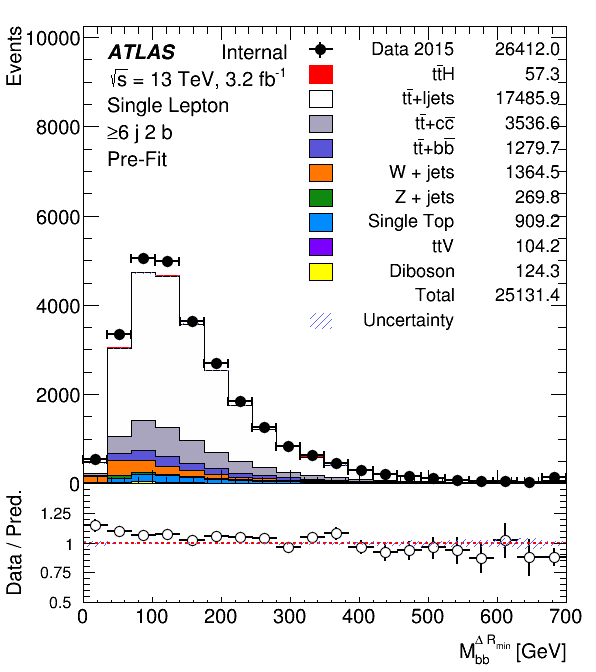 Events
10000
8000
6000
4000
2000
0
ATLAS Internal
√s = 13 TeV, 3.2 fb⁻¹
Single Lepton
≥6 j 2 b
Pre-Fit
Data 2015 26412.0
tt̄H 57.3
tt̄+ljets 17485.9
tt̄+cc̄ 3536.6
tt̄+bb̄ 1279.7
W + jets 1364.5
Z + jets 269.8
Single Top 909.2
ttV 104.2
Diboson 124.3
Total 25131.4
Uncertainty
Data / Pred.
1.25
1
0.75
0.5
0 100 200 300 400 500 600 700
M_bb^{Δ R_min} [GeV]